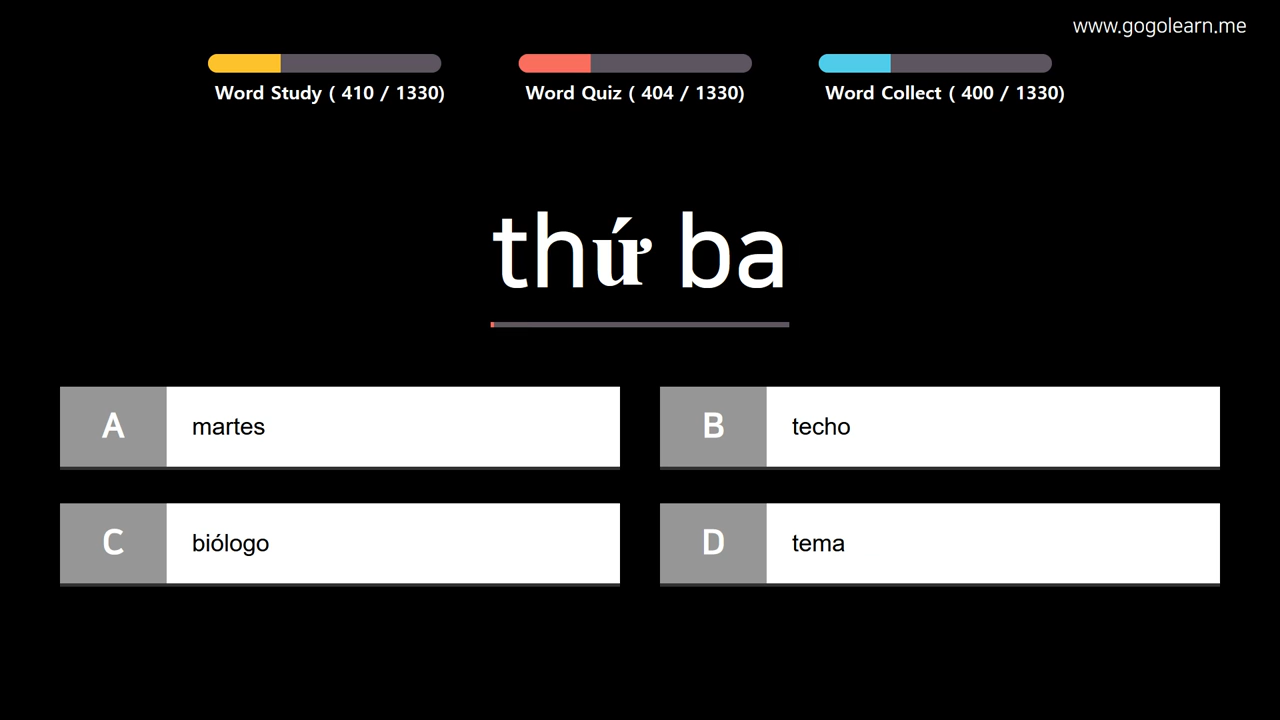 www.gogolearn.me
Word Study ( 410 / 1330)
Word Quiz ( 404 / 1330)
Word Collect ( 400 / 1330)
thứ ba
A martes
B techo
C biólogo
D tema